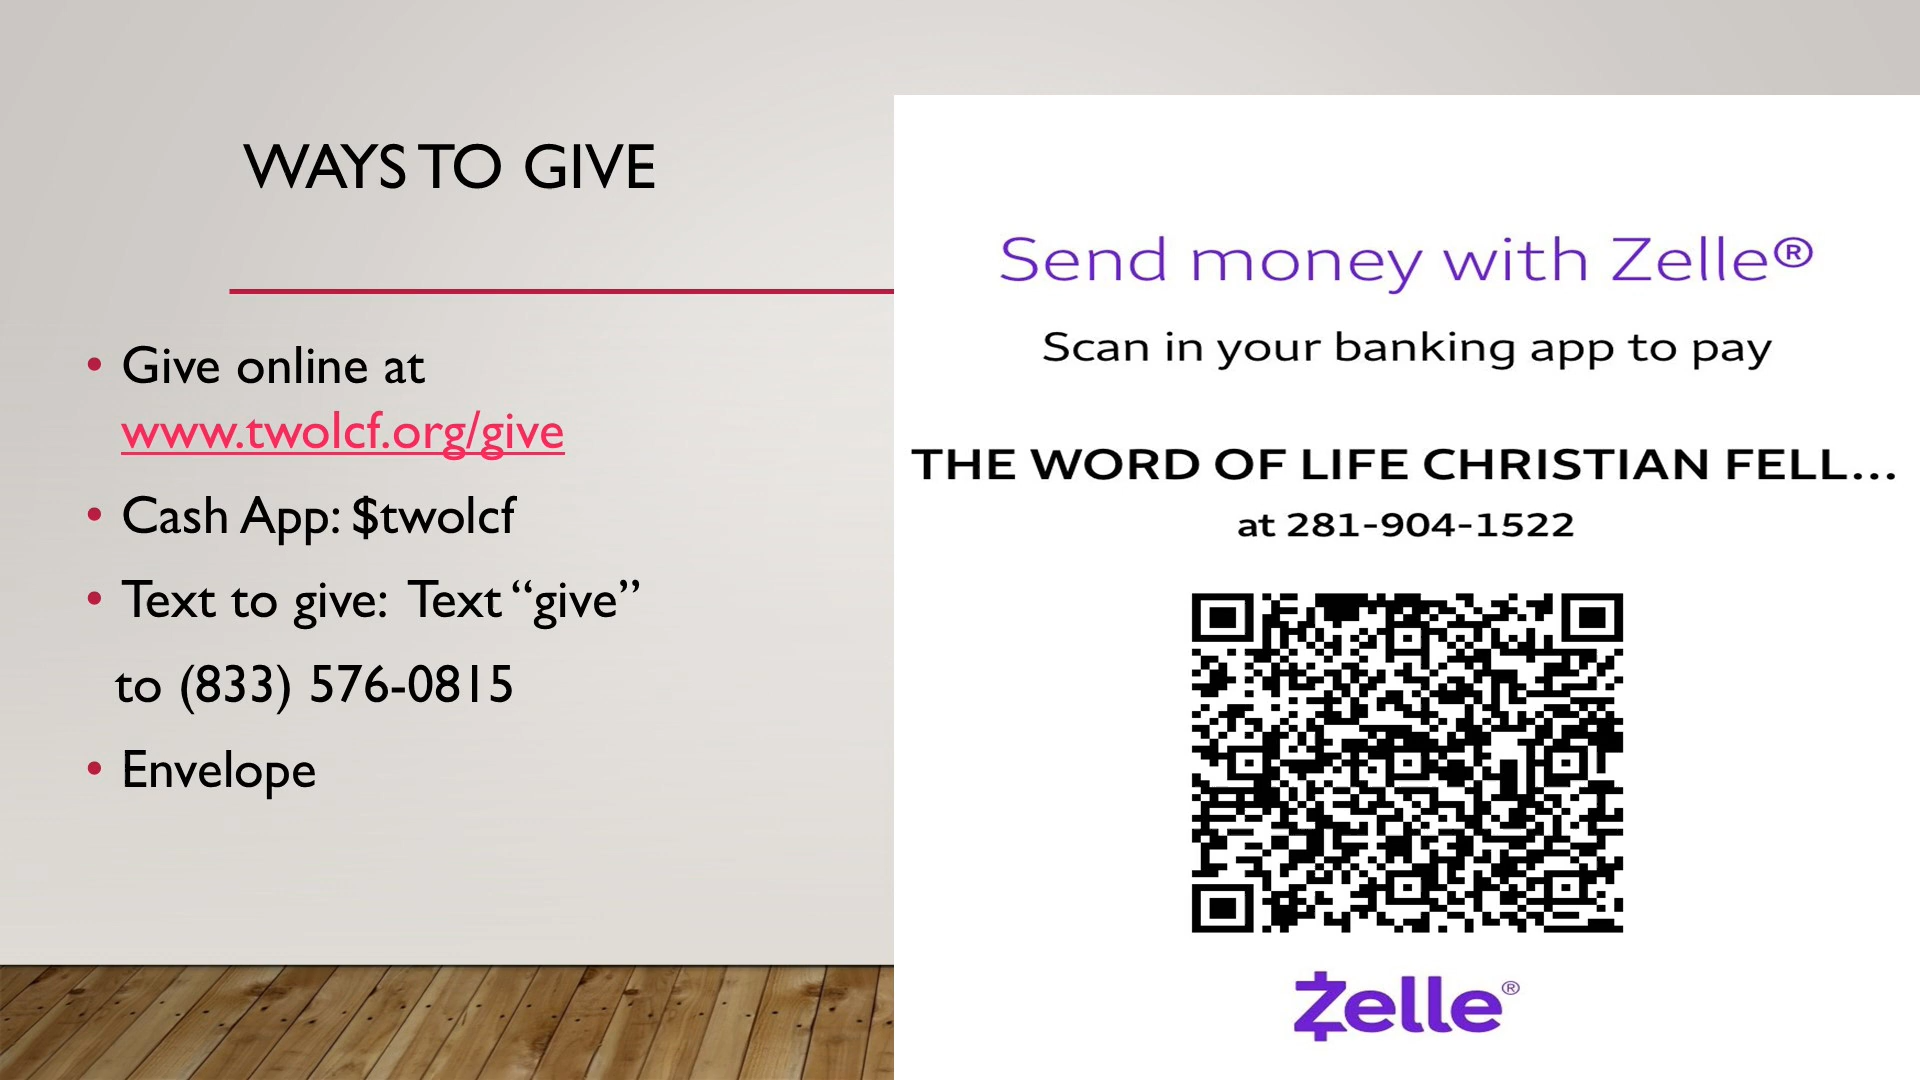 WAYS TO GIVE
• Give online at
www.twolcf.org/give
• Cash App: $twolcf
• Text to give:  Text “give”
to (833) 576-0815
• Envelope
Send money with Zelle®
Scan in your banking app to pay
THE WORD OF LIFE CHRISTIAN FELL...
at 281-904-1522
Zelle®